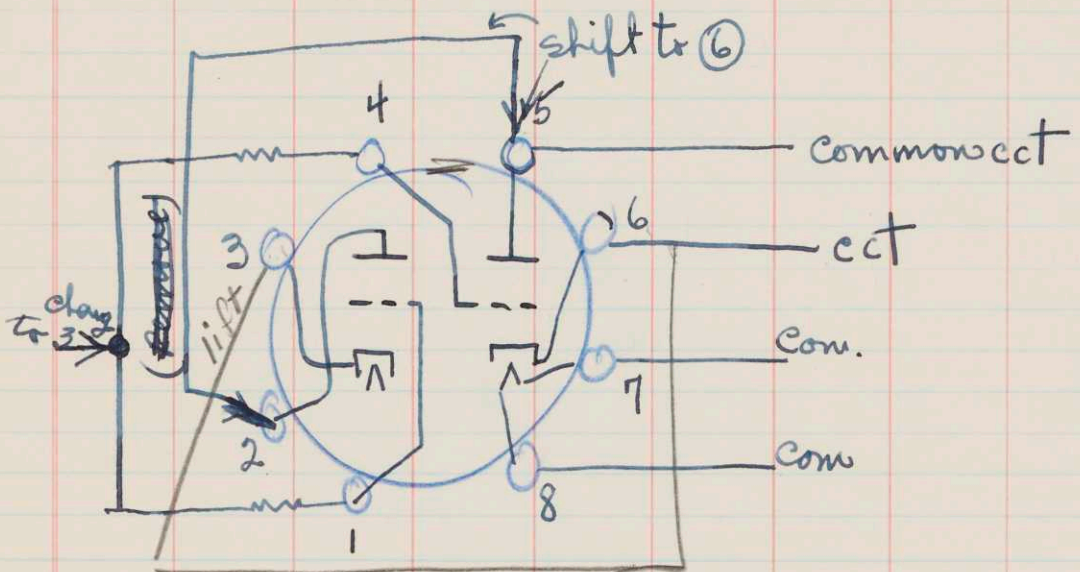 shift to ⑥
4
5
common cct
6
cct
3
lift
chang
to 3
Com.
7
2
com
8
1